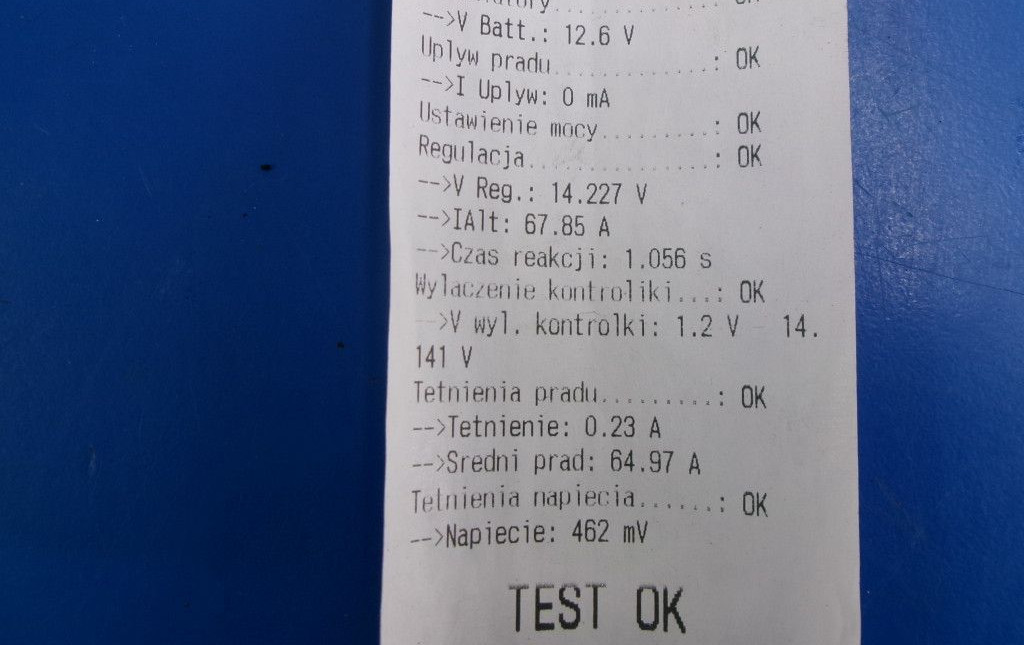 OK
-->V Batt.: 12.6 V
Uplyw pradu..............: OK
-->I Uplyw: 0 mA
Ustawienie mocy.........: OK
Regulacja...............: OK
-->V Reg.: 14.227 V
-->IAlt: 67.85 A
-->Czas reakcji: 1.056 s
Wylaczenie kontroliki...: OK
-->V wyl. kontrolki: 1.2 V - 14.
141 V
Tetnienia pradu.........: OK
-->Tetnienie: 0.23 A
-->Sredni prad: 64.97 A
Tetnienia napiecia......: OK
-->Napiecie: 462 mV
TEST OK